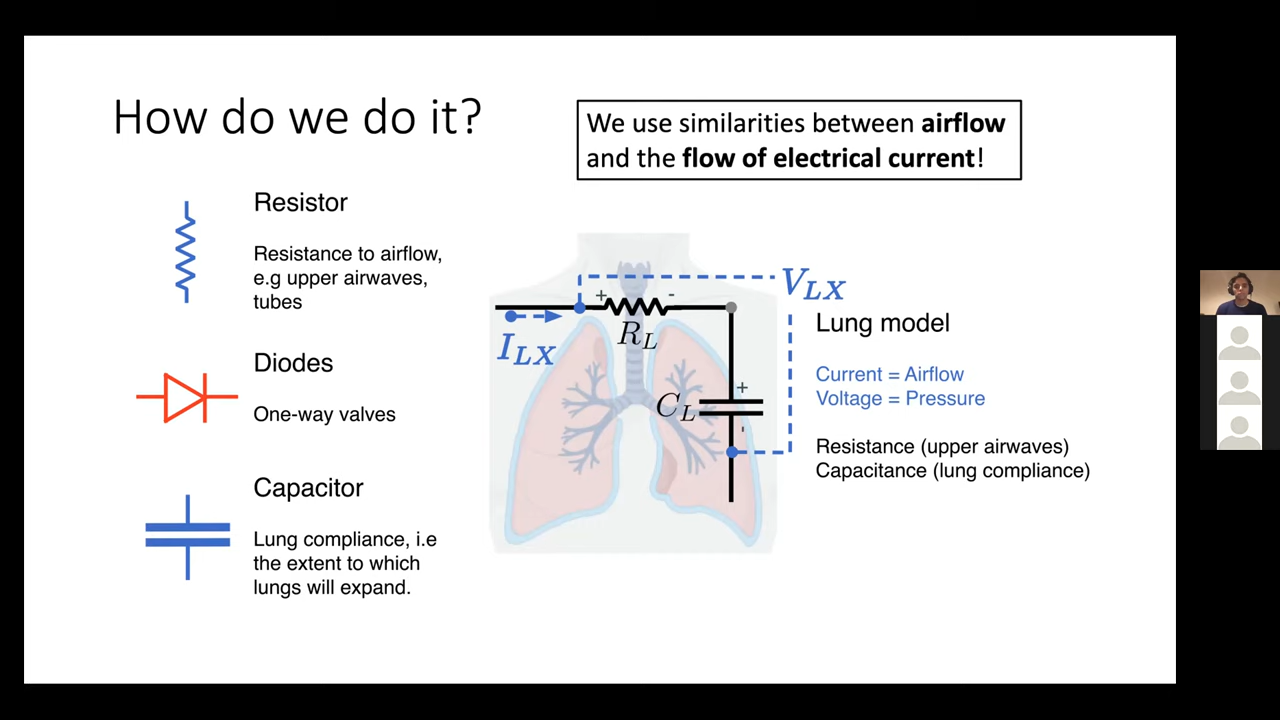 How do we do it?
We use similarities between airflow
and the flow of electrical current!
Resistor
Resistance to airflow,
e.g upper airwaves,
tubes
Diodes
One-way valves
Capacitor
Lung compliance, i.e
the extent to which
lungs will expand.
I_LX
+
-
R_L
V_LX
C_L
+
-
Lung model
Current = Airflow
Voltage = Pressure
Resistance (upper airwaves)
Capacitance (lung compliance)